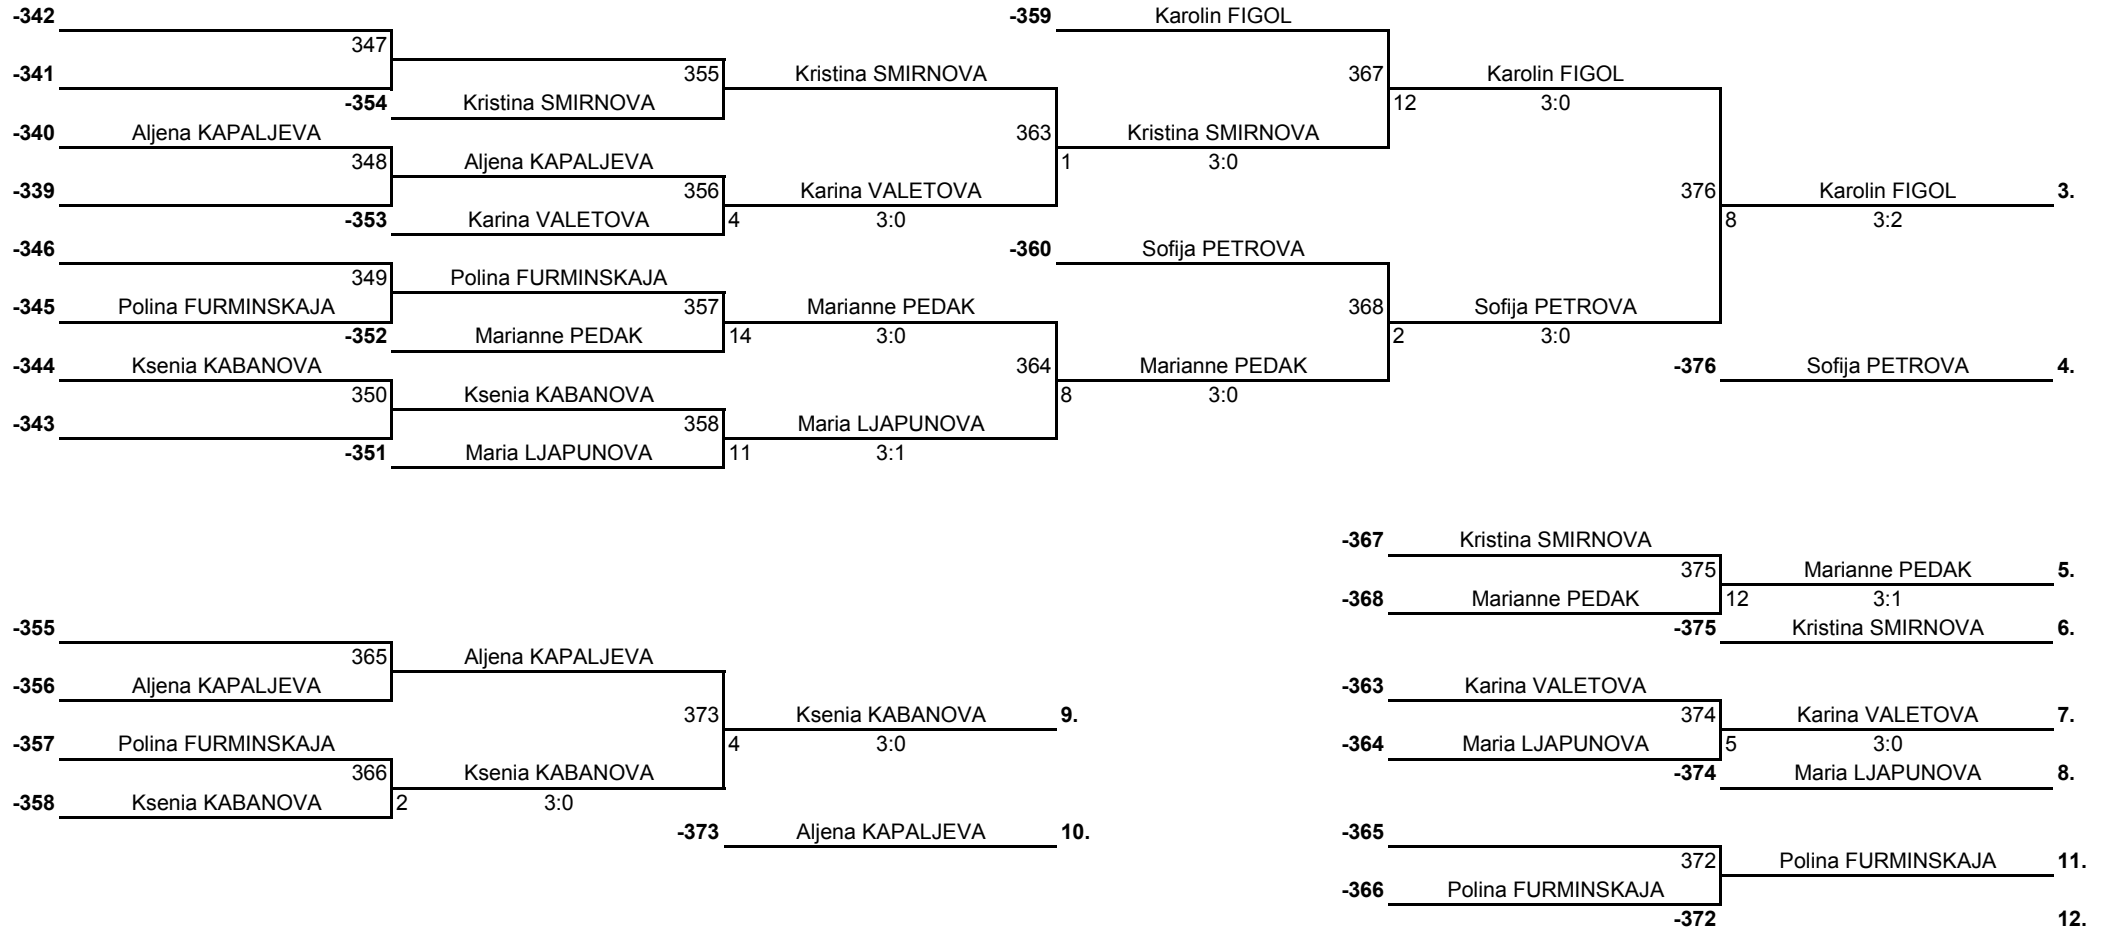 -342 -359 Karolin FIGOL
347
-341 355 Kristina SMIRNOVA 367 Karolin FIGOL
-354 Kristina SMIRNOVA 12 3:0
-340 Aljena KAPALJEVA 363 Kristina SMIRNOVA
348 Aljena KAPALJEVA 1 3:0
-339 356 Karina VALETOVA 376 Karolin FIGOL 3.
-353 Karina VALETOVA 4 3:0 8 3:2
-346 -360 Sofija PETROVA
349 Polina FURMINSKAJA
-345 Polina FURMINSKAJA 357 Marianne PEDAK 368 Sofija PETROVA
-352 Marianne PEDAK 14 3:0 2 3:0
-344 Ksenia KABANOVA 364 Marianne PEDAK -376 Sofija PETROVA 4.
350 Ksenia KABANOVA 8 3:0
-343 358 Maria LJAPUNOVA
-351 Maria LJAPUNOVA 11 3:1
-367 Kristina SMIRNOVA
375 Marianne PEDAK 5.
-368 Marianne PEDAK 12 3:1
-355 -375 Kristina SMIRNOVA 6.
365 Aljena KAPALJEVA
-356 Aljena KAPALJEVA -363 Karina VALETOVA
373 Ksenia KABANOVA 9. 374 Karina VALETOVA 7.
-357 Polina FURMINSKAJA 4 3:0 -364 Maria LJAPUNOVA 5 3:0
366 Ksenia KABANOVA -374 Maria LJAPUNOVA 8.
-358 Ksenia KABANOVA 2 3:0
-373 Aljena KAPALJEVA 10. -365
372 Polina FURMINSKAJA 11.
-366 Polina FURMINSKAJA
-372 12.